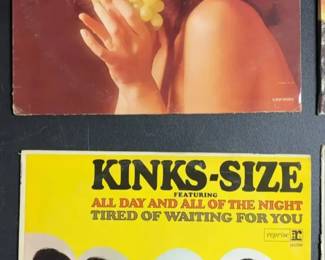 KINKS-SIZE
FEATURING
ALL DAY AND ALL OF THE NIGHT
TIRED OF WAITING FOR YOU
reprise